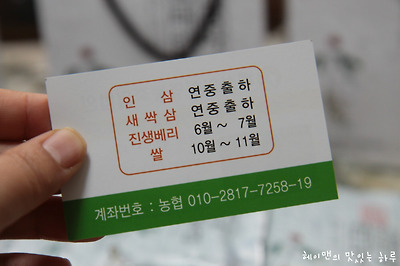 인 삼 연중출하
새싹삼 연중출하
진생베리 6월~ 7월
쌀 10월~11월
계좌번호 : 농협 010-2817-7258-19
헤이맨의 맛있는 하루